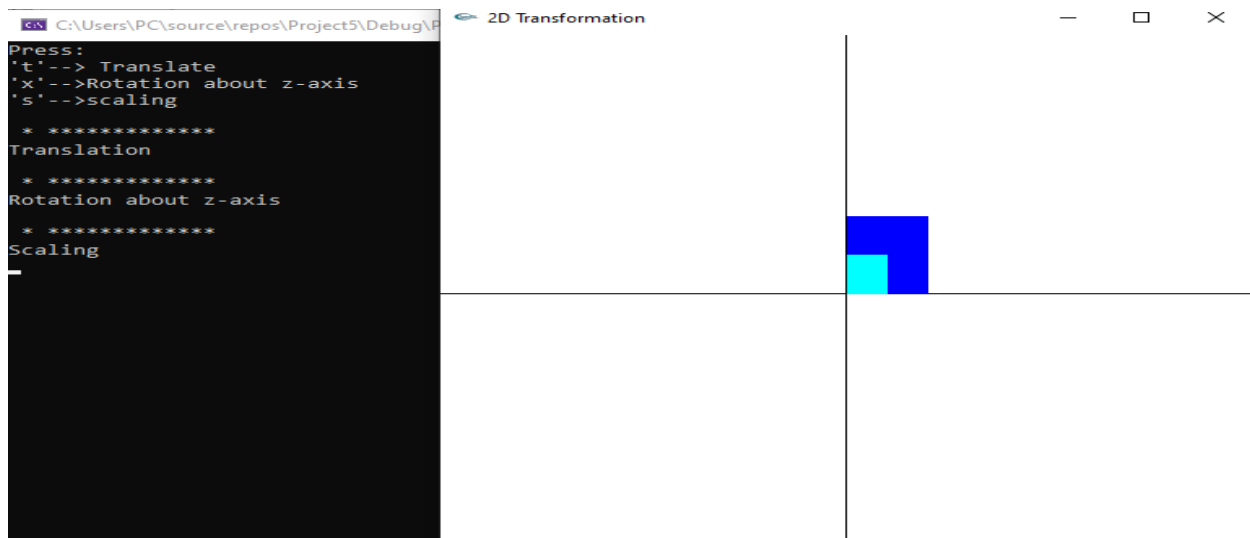 C:\Users\PC\source\repos\Project5\Debug\P
Press:
't'--> Translate
'x'-->Rotation about z-axis
's'-->scaling
* *************
Translation
* *************
Rotation about z-axis
* *************
Scaling
2D Transformation